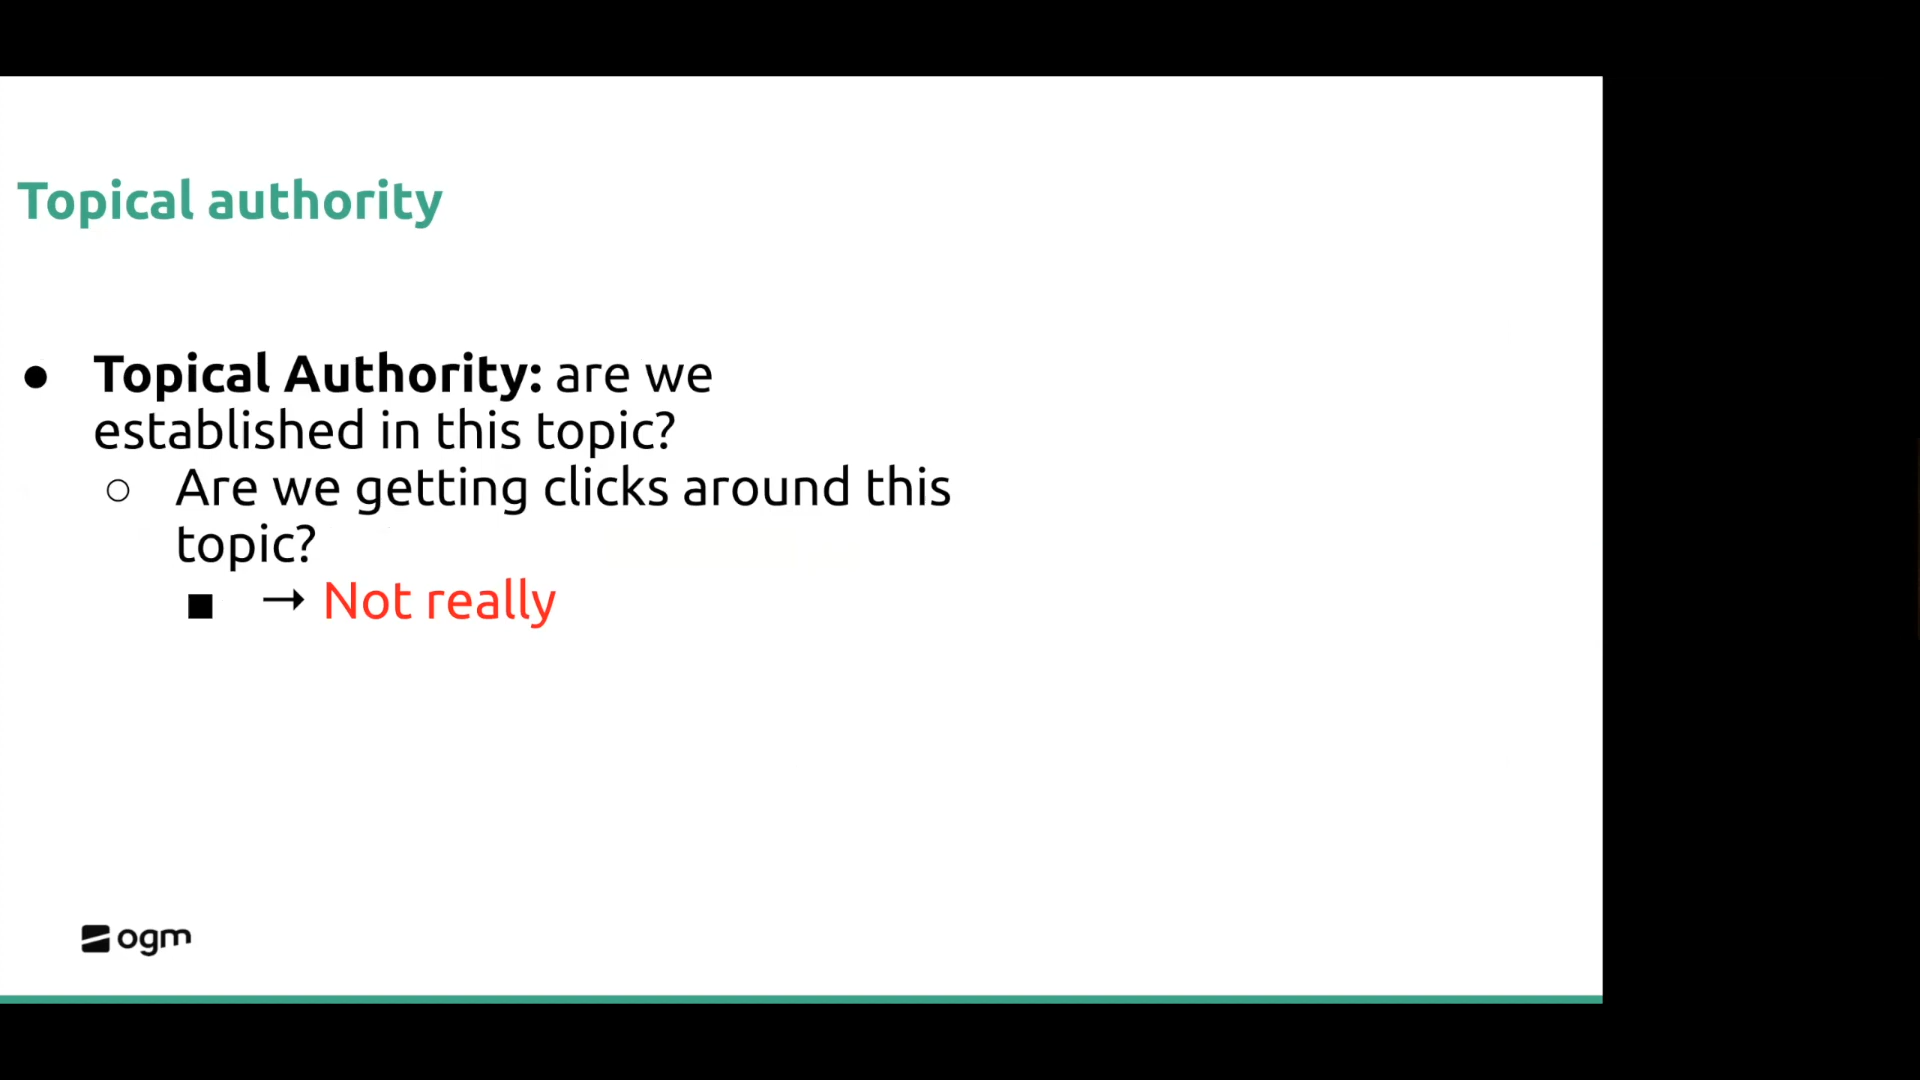 Topical authority
● Topical Authority: are we
established in this topic?
○ Are we getting clicks around this
topic?
■ → Not really
ogm